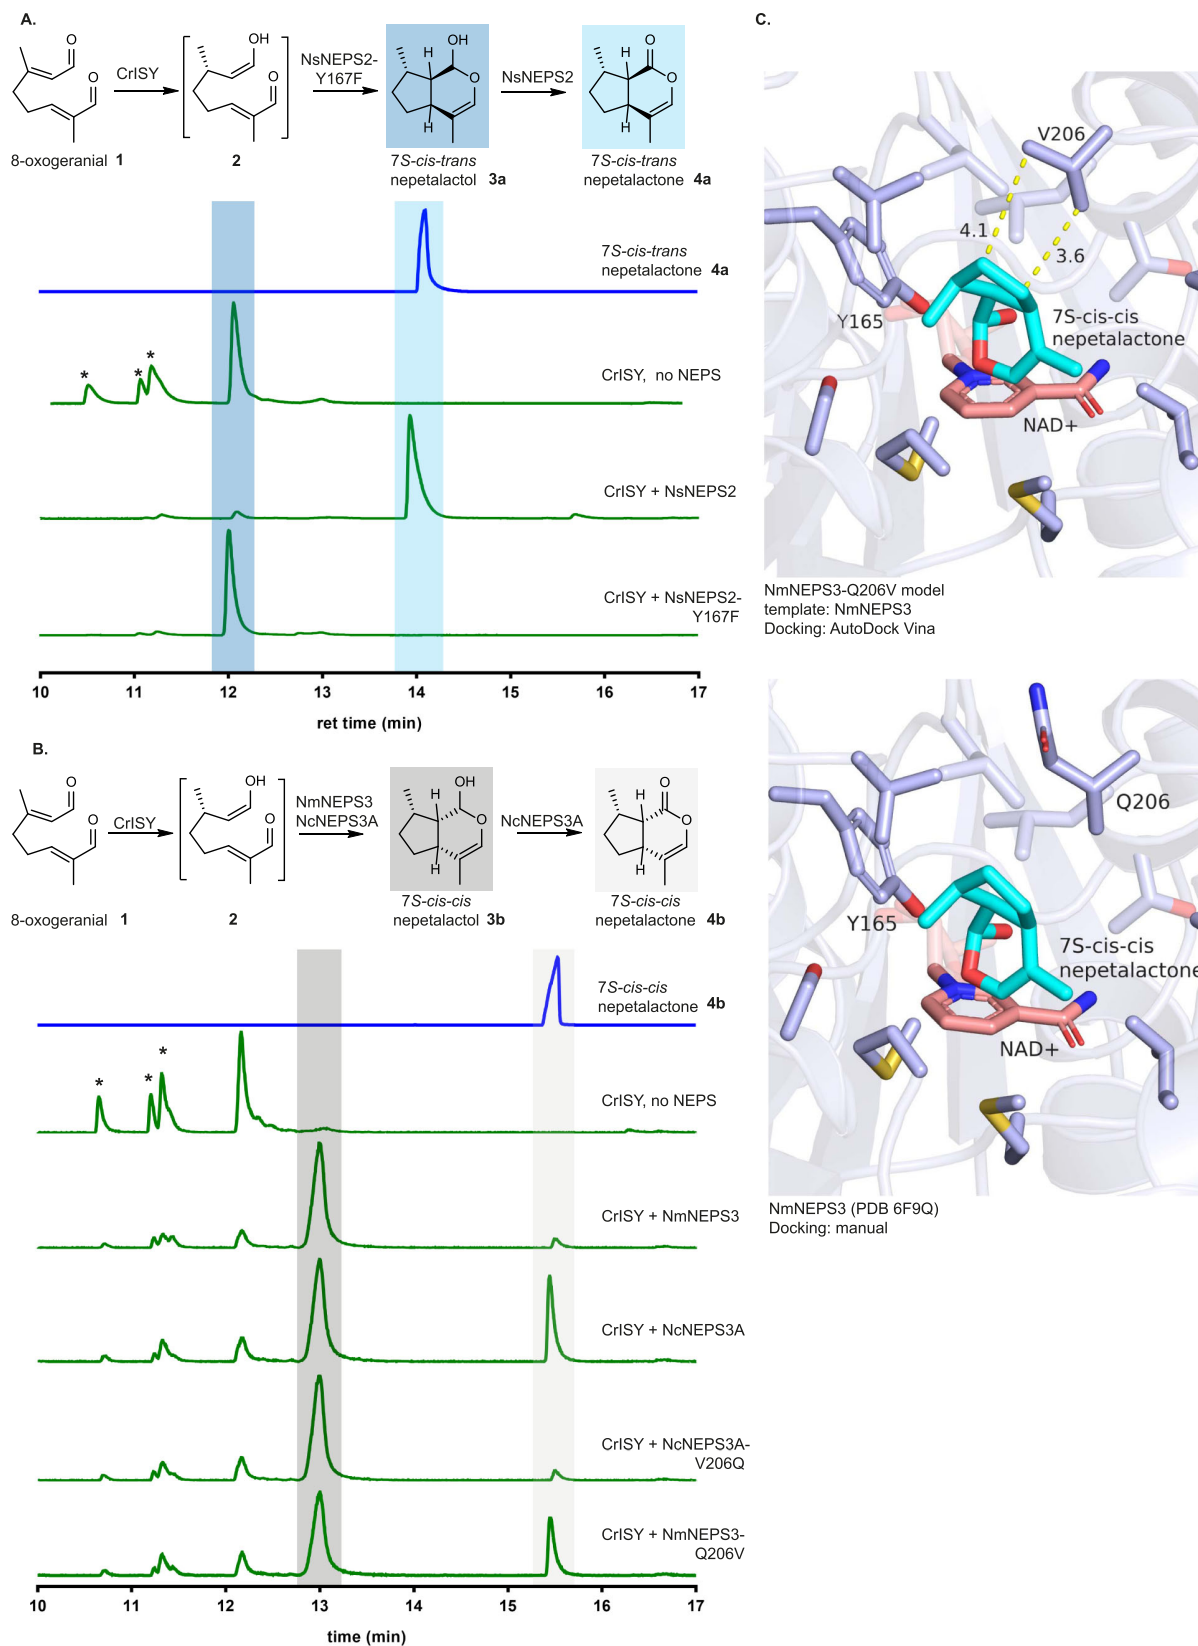 A.
O
O
8-oxogeranial 1
CrISY
OH
O
2
NsNEPS2-
Y167F
H
OH
O
H
7S-cis-trans
nepetalactol 3a
NsNEPS2
H
O
O
H
7S-cis-trans
nepetalactone 4a
7S-cis-trans
nepetalactone 4a
* * *
CrISY, no NEPS
CrISY + NsNEPS2
CrISY + NsNEPS2-
Y167F
10 11 12 13 14 15 16 17
ret time (min)
B.
O
O
8-oxogeranial 1
CrISY
OH
O
2
NmNEPS3
NcNEPS3A
H
OH
O
H
7S-cis-cis
nepetalactol 3b
NcNEPS3A
H
O
O
H
7S-cis-cis
nepetalactone 4b
7S-cis-cis
nepetalactone 4b
* * *
CrISY, no NEPS
CrISY + NmNEPS3
CrISY + NcNEPS3A
CrISY + NcNEPS3A-
V206Q
CrISY + NmNEPS3-
Q206V
10 11 12 13 14 15 16 17
time (min)
C.
V206
4.1
3.6
Y165
7S-cis-cis
nepetalactone
NAD+
NmNEPS3-Q206V model
template: NmNEPS3
Docking: AutoDock Vina
Q206
Y165
7S-cis-cis
nepetalactone
NAD+
NmNEPS3 (PDB 6F9Q)
Docking: manual